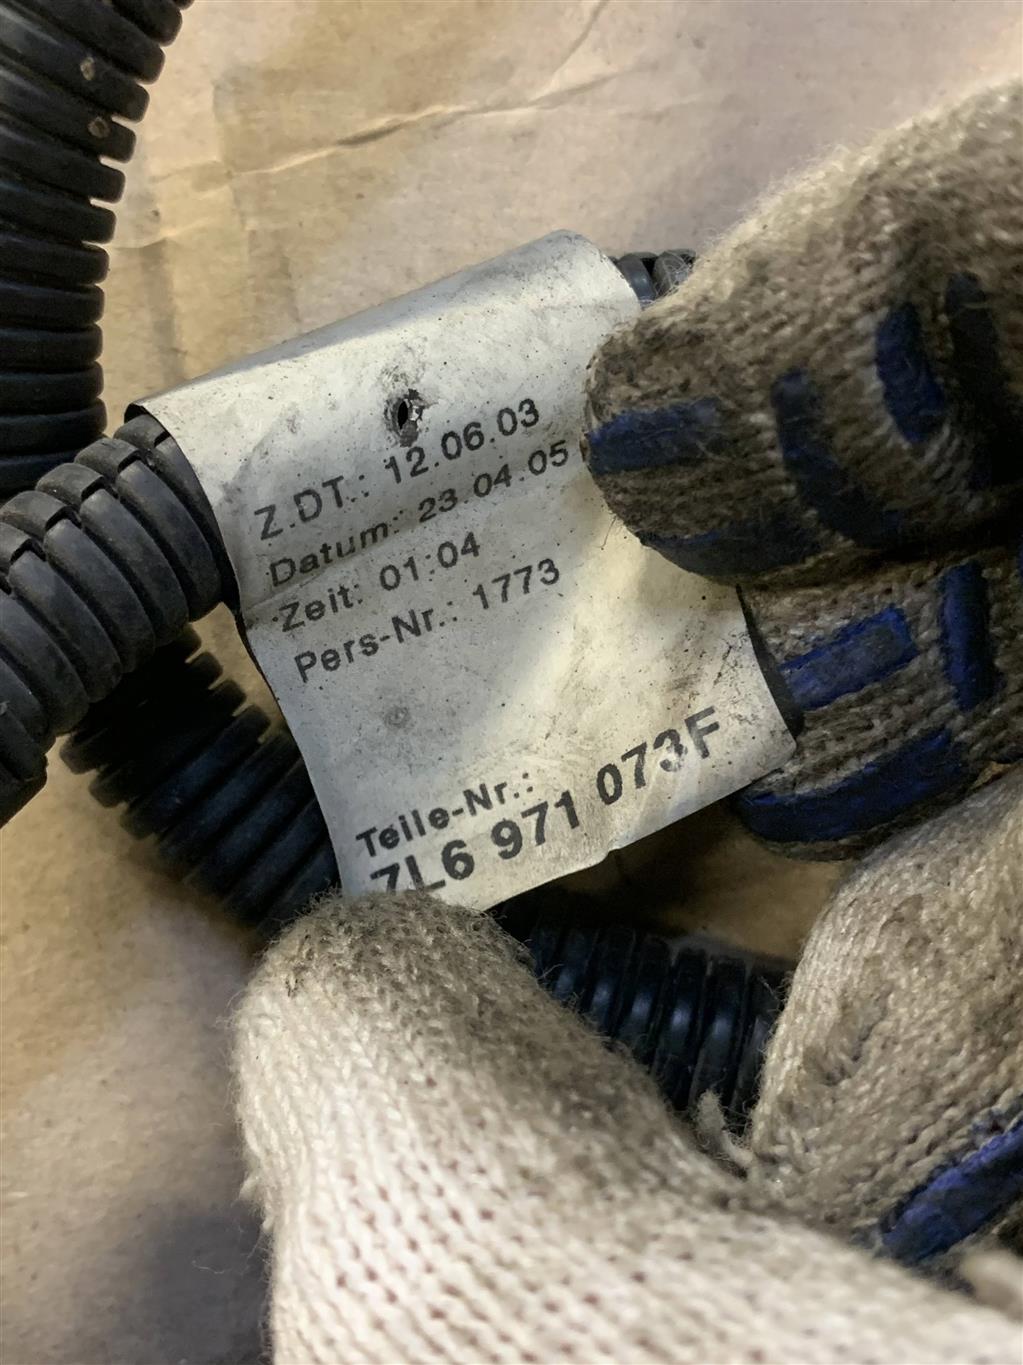 Z.DT.: 12.06.03
Datum: 23.04.05
Zeit: 01:04
Pers-Nr.: 1773
Teile-Nr.:
7L6 971 073F